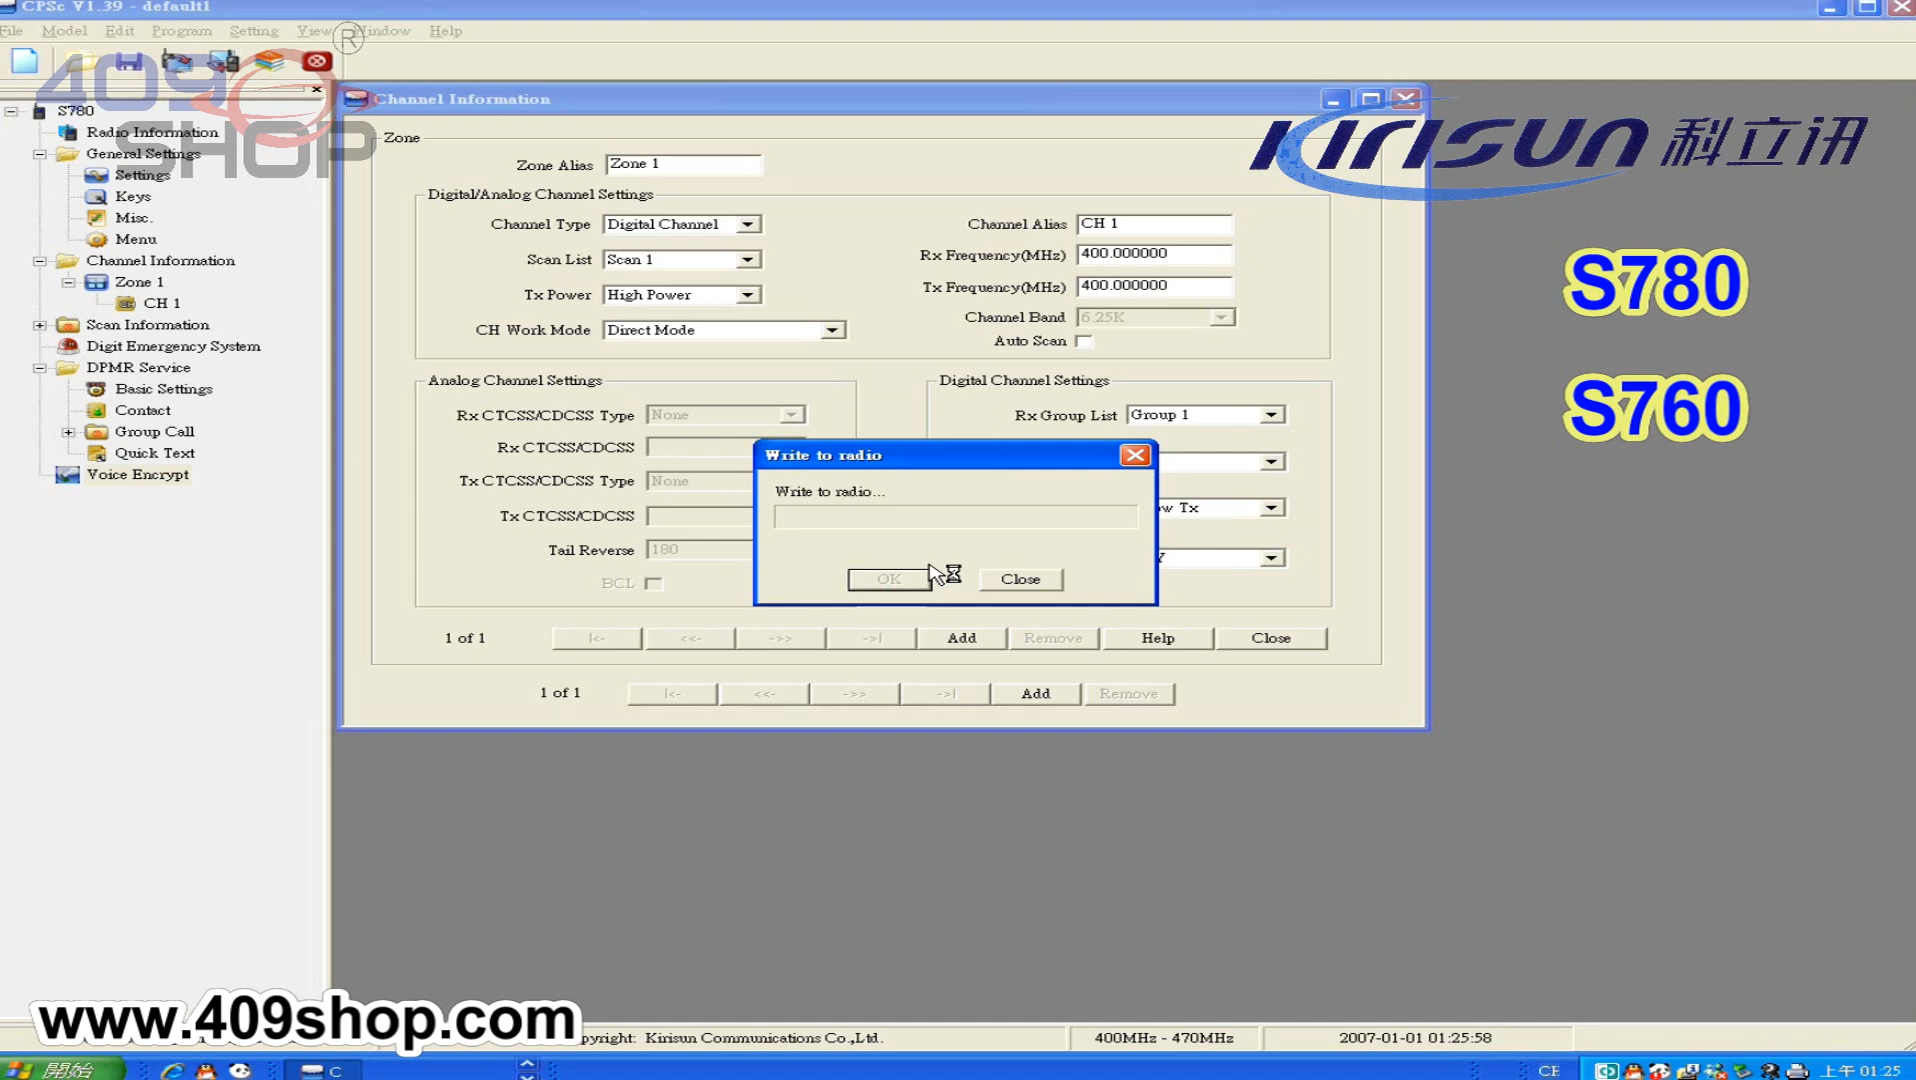 CPSc V1.39 - default1
File Model Edit Program Setting View Window Help
®
409
SHOP
S780
Radio Information
General Settings
Settings
Keys
Misc.
Menu
Channel Information
Zone 1
CH 1
Scan Information
Digit Emergency System
DPMR Service
Basic Settings
Contact
Group Call
Quick Text
Voice Encrypt
Channel Information
Kirisun 科立讯
S780
S760
Zone
Zone Alias Zone 1
Digital/Analog Channel Settings
Channel Type Digital Channel
Channel Alias CH 1
Scan List Scan 1
Rx Frequency(MHz) 400.000000
Tx Power High Power
Tx Frequency(MHz) 400.000000
CH Work Mode Direct Mode
Channel Band 6.25K
Auto Scan
Analog Channel Settings
Rx CTCSS/CDCSS Type None
Rx CTCSS/CDCSS
Tx CTCSS/CDCSS Type None
Tx CTCSS/CDCSS
Tail Reverse 180
BCL
Digital Channel Settings
Rx Group List Group 1
Tx
Write to radio
Write to radio...
OK Close
1 of 1 |<- <<- ->> ->| Add Remove Help Close
1 of 1 |<- <<- ->> ->| Add Remove
www.409shop.com
pyright: Kirisun Communications Co.,Ltd. 400MHz - 470MHz 2007-01-01 01:25:58
開始 C CE 上午 01:25